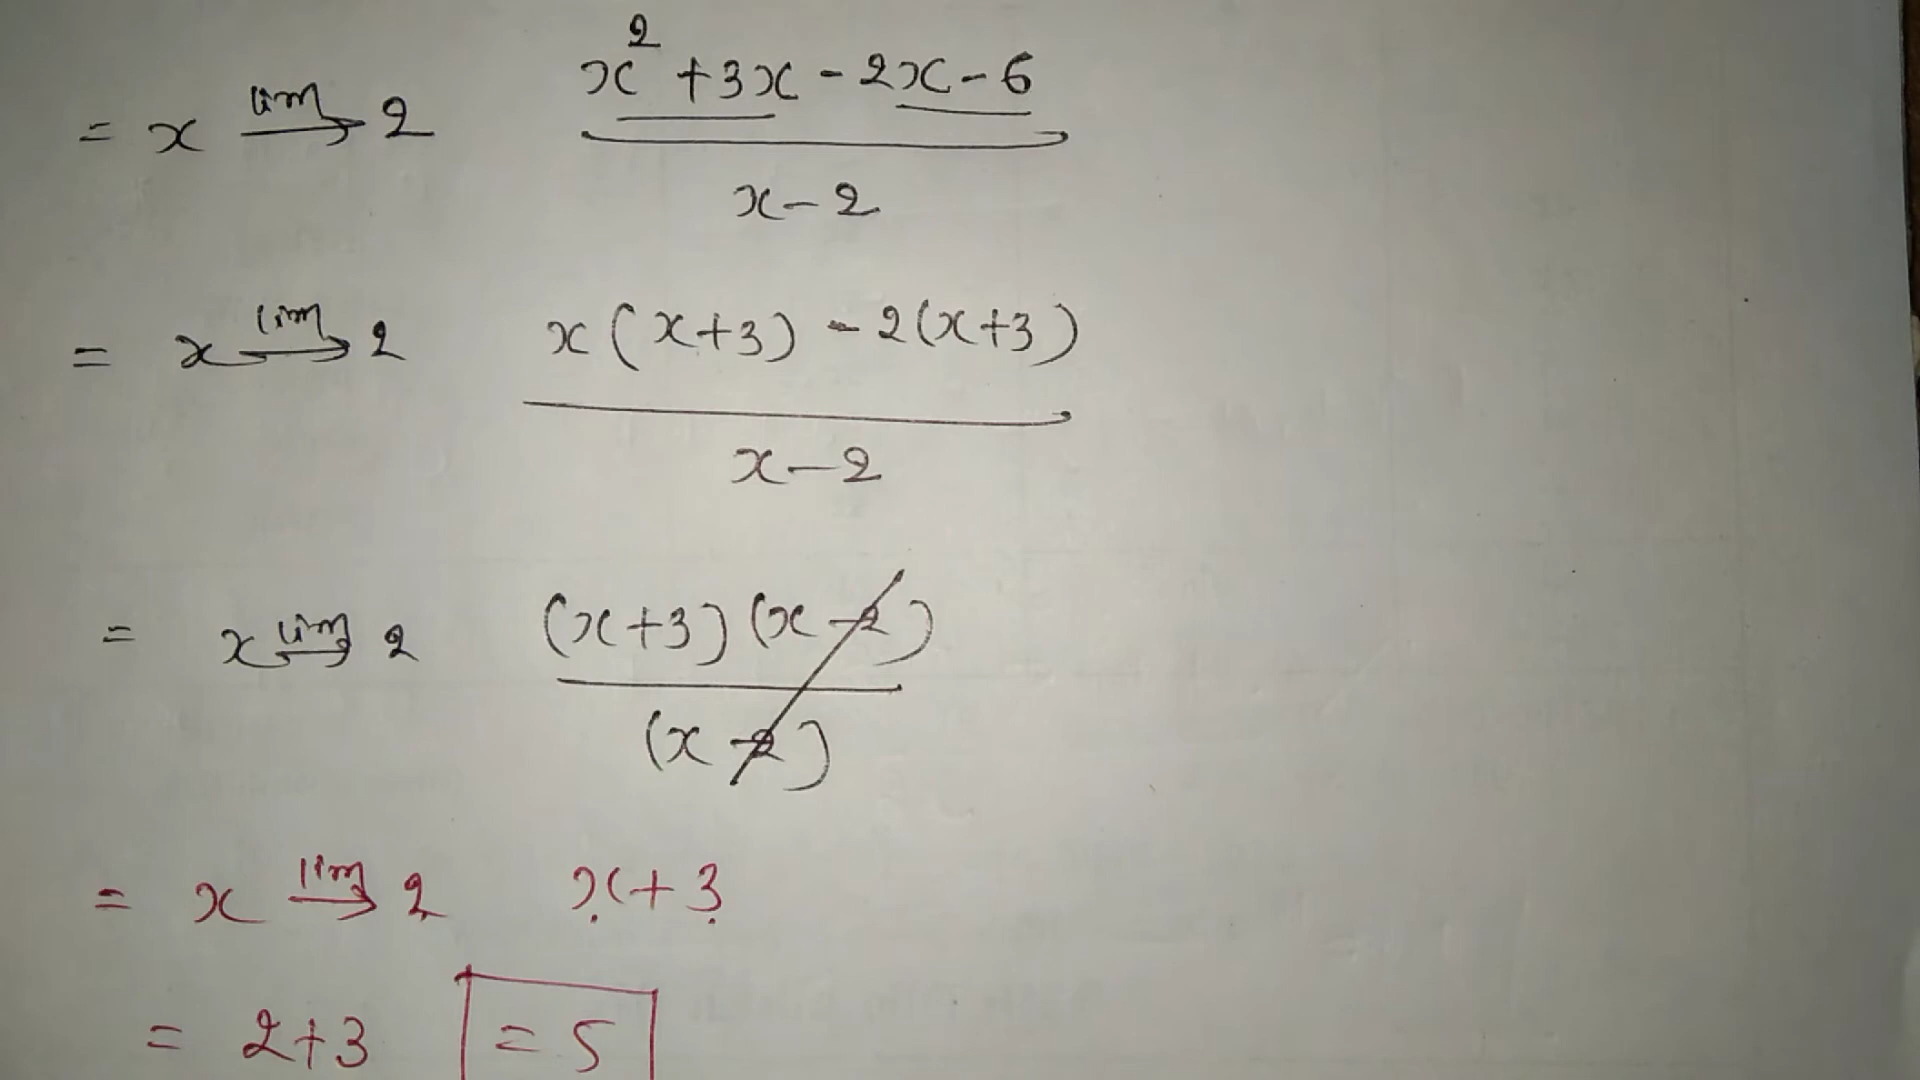 = x lim→ 2 x² + 3x - 2x - 6
x - 2
= x lim→ 2 x (x+3) - 2(x+3)
x - 2
= x lim→ 2 (x+3) (x-2)
(x-2)
= x lim→ 2 x+3
= 2+3 = 5